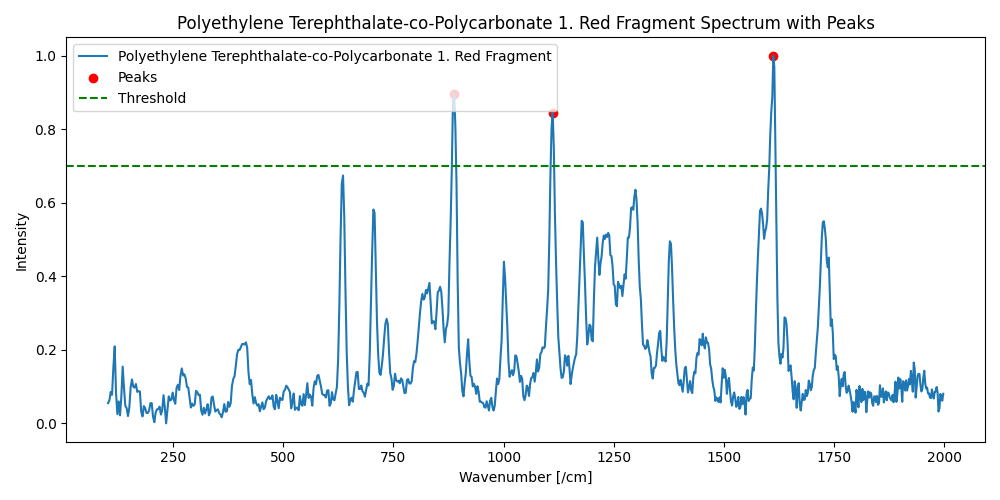 Polyethylene Terephthalate-co-Polycarbonate 1. Red Fragment Spectrum with Peaks
Polyethylene Terephthalate-co-Polycarbonate 1. Red Fragment
Peaks
Threshold
Intensity
1.0
0.8
0.6
0.4
0.2
0.0
250 500 750 1000 1250 1500 1750 2000
Wavenumber [/cm]